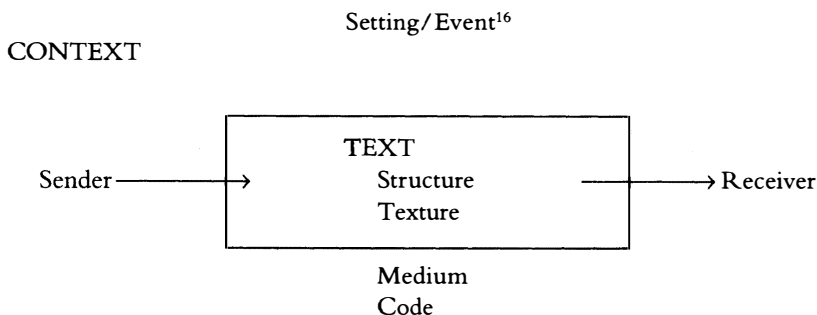 Setting/Event¹⁶
CONTEXT
TEXT
Sender Structure Receiver
Texture
Medium
Code